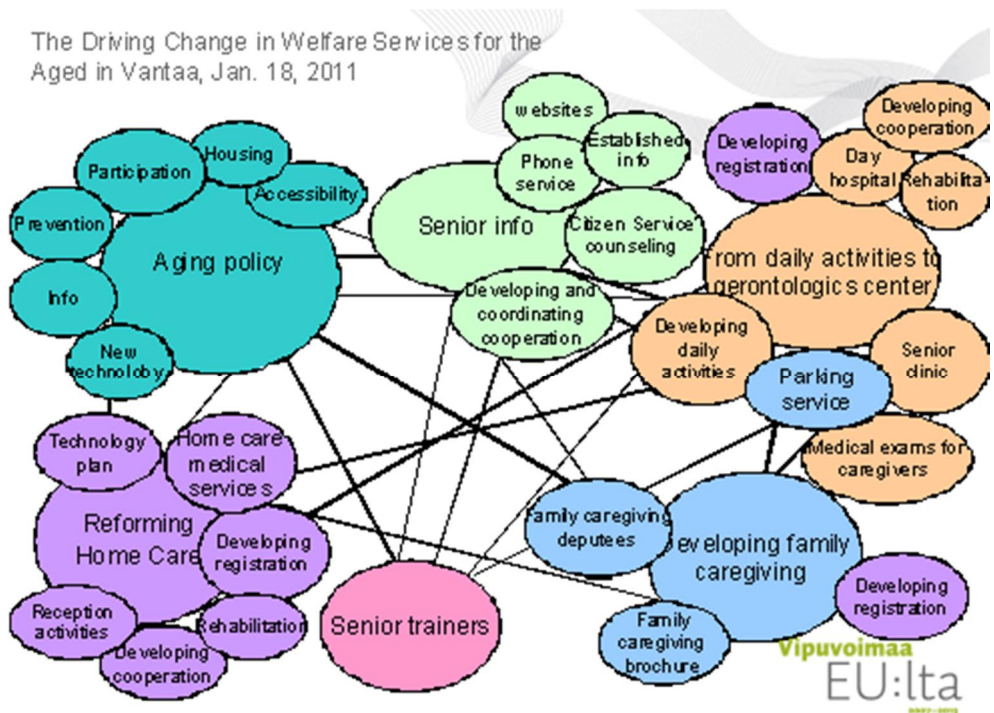 The Driving Change in Welfare Services for the
Aged in Vantaa, Jan. 18, 2011
websites
Established
info
Phone
service
Senior info
Citizen Service
counseling
Developing and
coordinating
cooperation
Housing
Participation
Accessibility
Prevention
Aging policy
Info
New
technoloby
Developing
registration
Developing
cooperation
Day
hospital
Rehabilita-
tion
From daily activities to
gerontologics center
Developing
daily
activities
Senior
clinic
Parking
service
Medical exams for
caregivers
Technology
plan
Home care-
medical
services
Reforming
Home Care
Developing
registration
Reception
activities
Rehabilitation
Developing
cooperation
Senior trainers
Family caregiving
deputees
Developing family
caregiving
Family
caregiving
brochure
Developing
registration
Vipuvoimaa
EU:lta
2007-2013